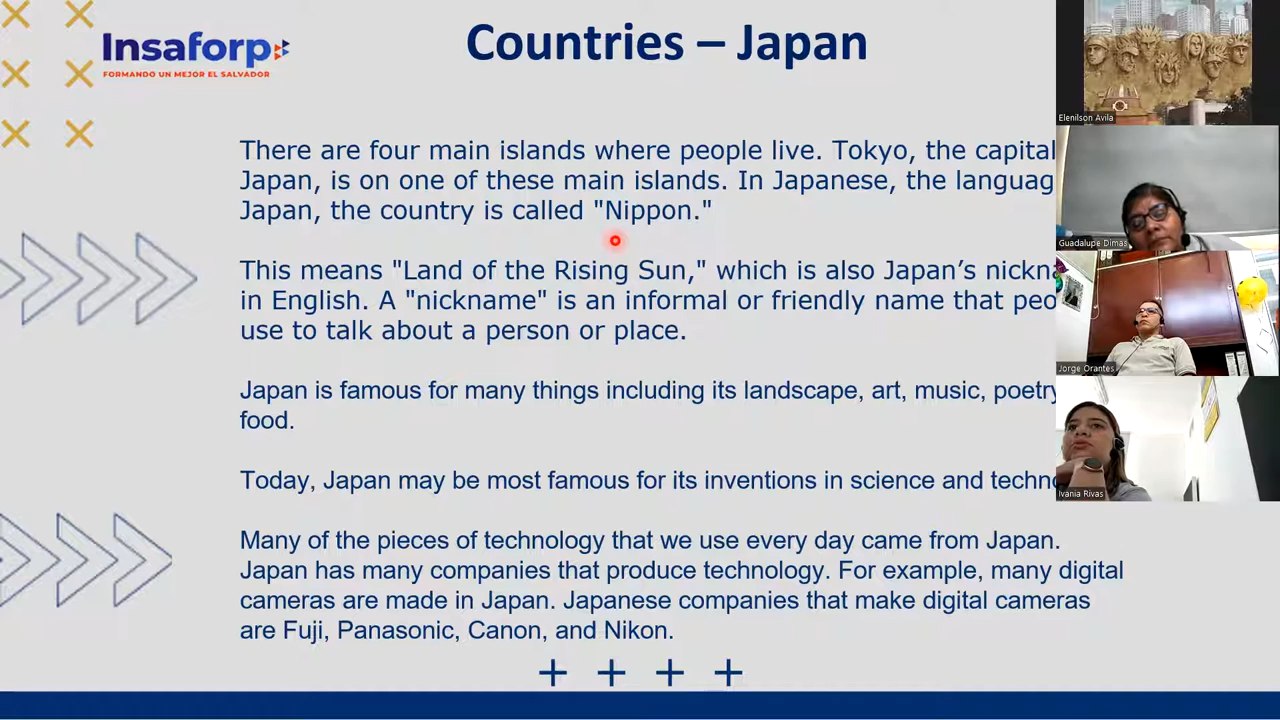 Insaforp
FORMANDO UN MEJOR EL SALVADOR
Countries – Japan
There are four main islands where people live. Tokyo, the capital
Japan, is on one of these main islands. In Japanese, the languag
Japan, the country is called "Nippon."
This means "Land of the Rising Sun," which is also Japan’s nickna
in English. A "nickname" is an informal or friendly name that peo
use to talk about a person or place.
Japan is famous for many things including its landscape, art, music, poetry
food.
Today, Japan may be most famous for its inventions in science and techno
Many of the pieces of technology that we use every day came from Japan.
Japan has many companies that produce technology. For example, many digital
cameras are made in Japan. Japanese companies that make digital cameras
are Fuji, Panasonic, Canon, and Nikon.
Elenilson Avila
Guadalupe Dimas
Jorge Orantes
Ivania Rivas